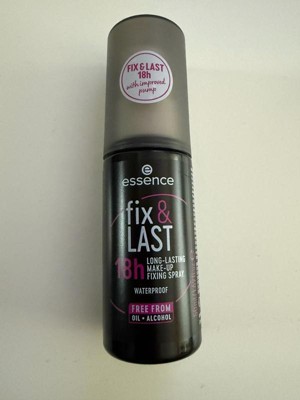 FIX & LAST
18h
with improved
pump
essence
fix &
LAST
18h LONG-LASTING
MAKE-UP
FIXING SPRAY
WATERPROOF
FREE FROM
OIL • ALCOHOL